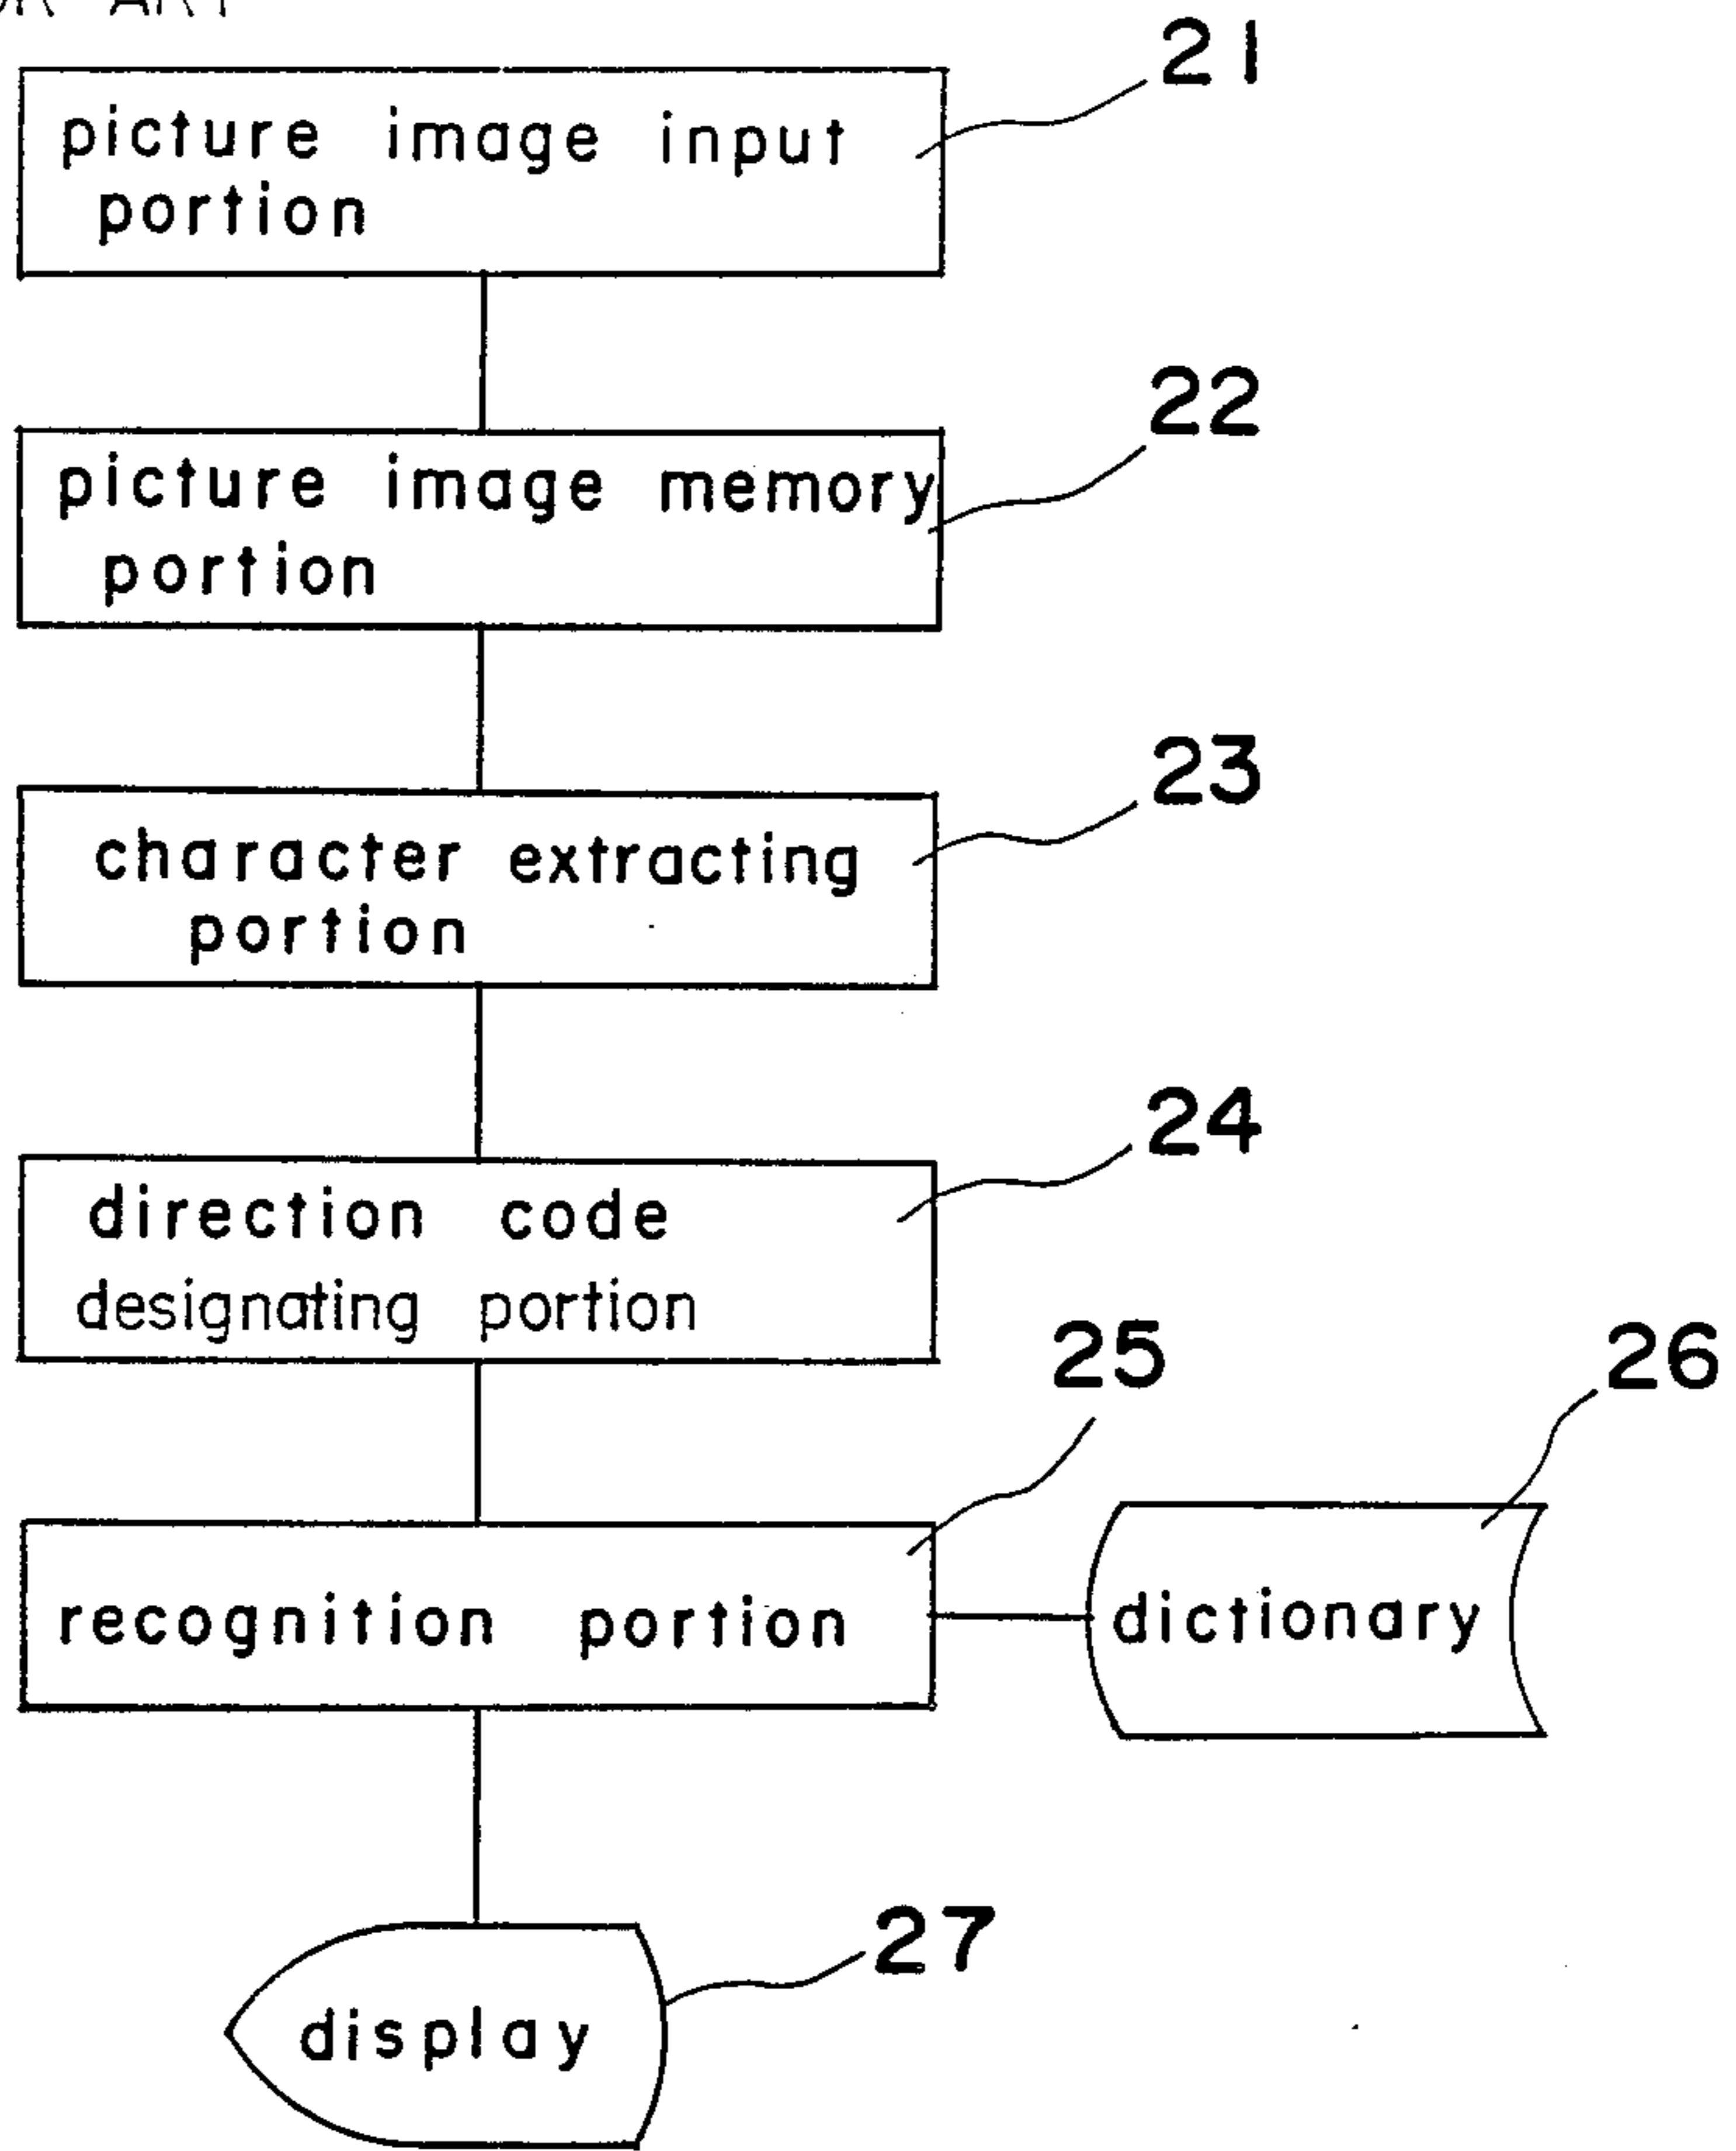 ART
21
picture image input
portion
22
picture image memory
portion
23
character extracting
portion
24
direction code
designating portion
25
26
recognition portion
dictionary
27
display